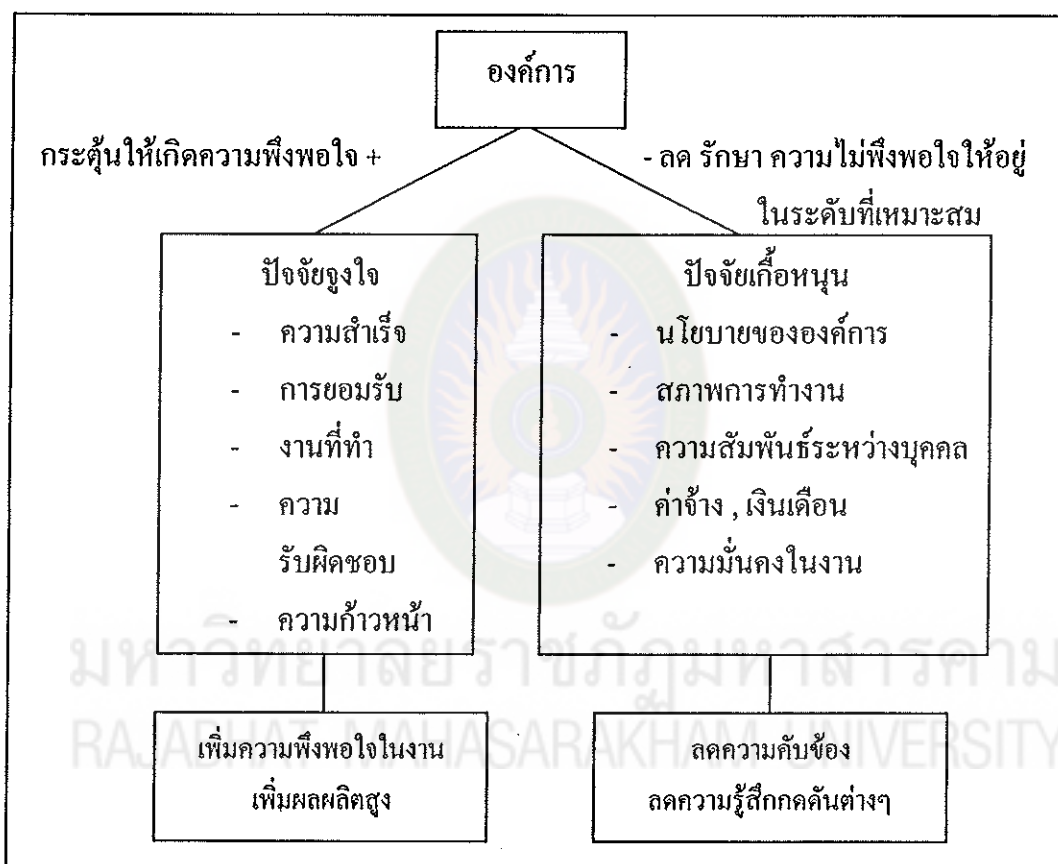 องค์การ
กระตุ้นให้เกิดความพึงพอใจ +
- ลด รักษา ความไม่พึงพอใจให้อยู่
ในระดับที่เหมาะสม
ปัจจัยจูงใจ
- ความสำเร็จ
- การยอมรับ
- งานที่ทำ
- ความ
รับผิดชอบ
- ความก้าวหน้า
ปัจจัยเกื้อหนุน
- นโยบายขององค์การ
- สภาพการทำงาน
- ความสัมพันธ์ระหว่างบุคคล
- ค่าจ้าง , เงินเดือน
- ความมั่นคงในงาน
มหาวิทยาลัยราชภัฏมหาสารคาม
RAJABHAT MAHASARAKHAM UNIVERSITY
เพิ่มความพึงพอใจในงาน
เพิ่มผลผลิตสูง
ลดความคับข้อง
ลดความรู้สึกกดดันต่างๆ